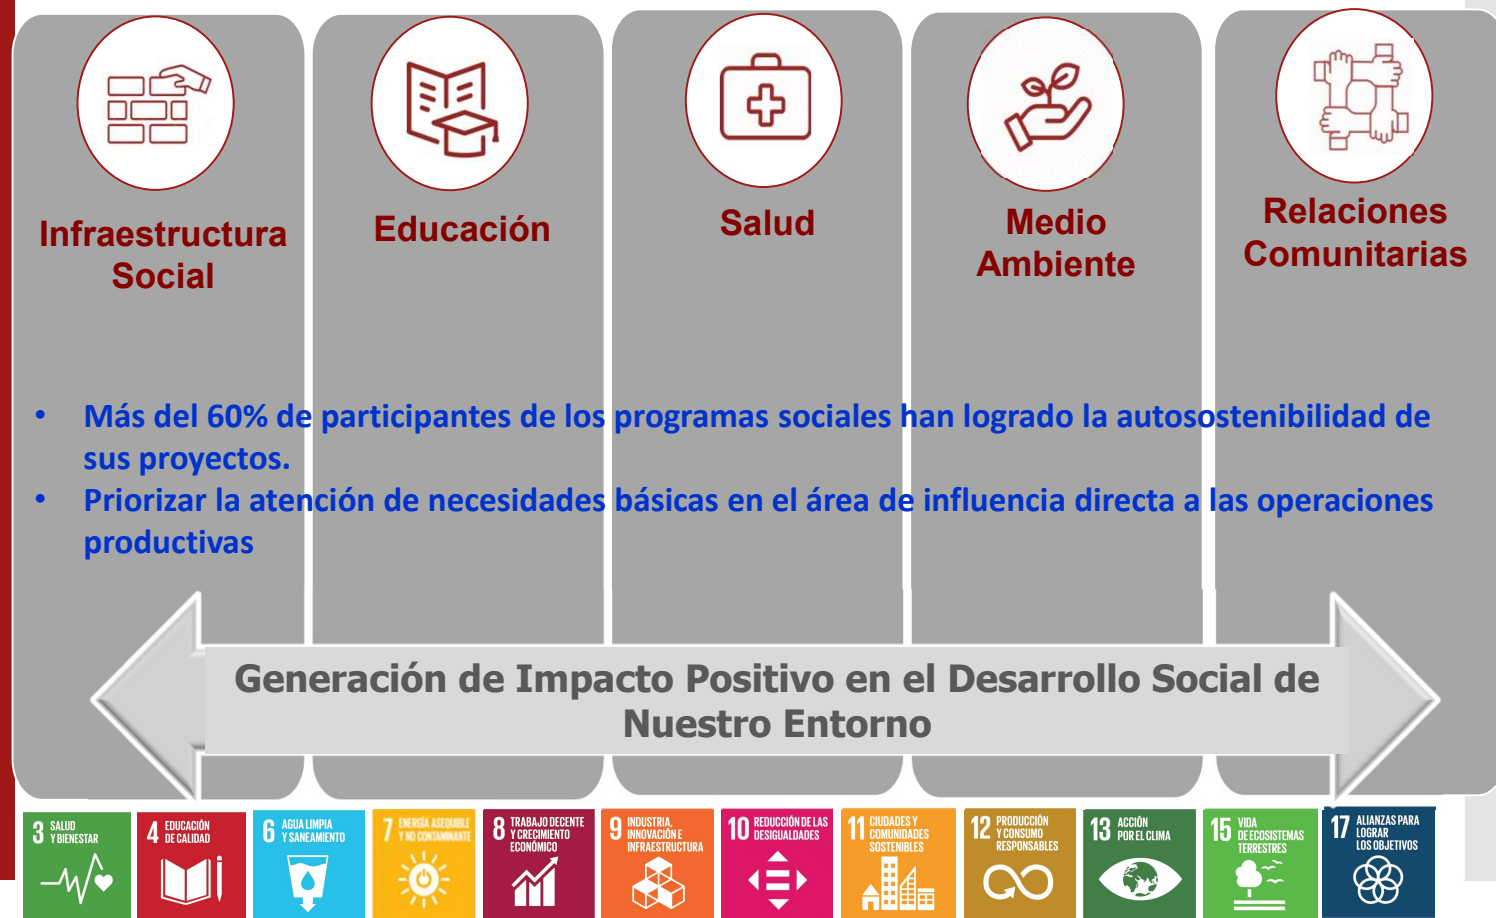 Infraestructura
Social
Educación
Salud
Medio
Ambiente
Relaciones
Comunitarias
• Más del 60% de participantes de los programas sociales han logrado la autosostenibilidad de
sus proyectos.
• Priorizar la atención de necesidades básicas en el área de influencia directa a las operaciones
productivas
Generación de Impacto Positivo en el Desarrollo Social de
Nuestro Entorno
3 SALUD
Y BIENESTAR
4 EDUCACIÓN
DE CALIDAD
6 AGUA LIMPIA
Y SANEAMIENTO
7 ENERGÍA ASEQUIBLE
Y NO CONTAMINANTE
8 TRABAJO DECENTE
Y CRECIMIENTO
ECONÓMICO
9 INDUSTRIA,
INNOVACIÓN E
INFRAESTRUCTURA
10 REDUCCIÓN DE LAS
DESIGUALDADES
11 CIUDADES Y
COMUNIDADES
SOSTENIBLES
12 PRODUCCIÓN
Y CONSUMO
RESPONSABLES
13 ACCIÓN
POR EL CLIMA
15 VIDA
DE ECOSISTEMAS
TERRESTRES
17 ALIANZAS PARA
LOGRAR
LOS OBJETIVOS